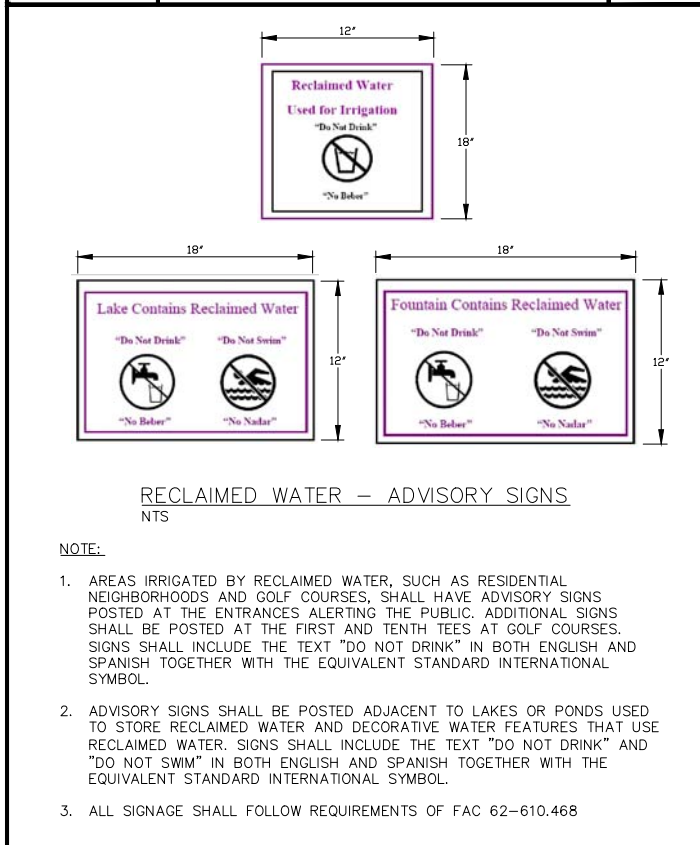 12"
Reclaimed Water
Used for Irrigation
"Do Not Drink"
"No Beber"
18"
18"
Lake Contains Reclaimed Water
"Do Not Drink" "Do Not Swim"
"No Beber" "No Nadar"
12"
18"
Fountain Contains Reclaimed Water
"Do Not Drink" "Do Not Swim"
"No Beber" "No Nadar"
12"
RECLAIMED WATER – ADVISORY SIGNS
NTS
NOTE:
1. AREAS IRRIGATED BY RECLAIMED WATER, SUCH AS RESIDENTIAL
NEIGHBORHOODS AND GOLF COURSES, SHALL HAVE ADVISORY SIGNS
POSTED AT THE ENTRANCES ALERTING THE PUBLIC. ADDITIONAL SIGNS
SHALL BE POSTED AT THE FIRST AND TENTH TEES AT GOLF COURSES.
SIGNS SHALL INCLUDE THE TEXT "DO NOT DRINK" IN BOTH ENGLISH AND
SPANISH TOGETHER WITH THE EQUIVALENT STANDARD INTERNATIONAL
SYMBOL.
2. ADVISORY SIGNS SHALL BE POSTED ADJACENT TO LAKES OR PONDS USED
TO STORE RECLAIMED WATER AND DECORATIVE WATER FEATURES THAT USE
RECLAIMED WATER. SIGNS SHALL INCLUDE THE TEXT "DO NOT DRINK" AND
"DO NOT SWIM" IN BOTH ENGLISH AND SPANISH TOGETHER WITH THE
EQUIVALENT STANDARD INTERNATIONAL SYMBOL.
3. ALL SIGNAGE SHALL FOLLOW REQUIREMENTS OF FAC 62–610.468